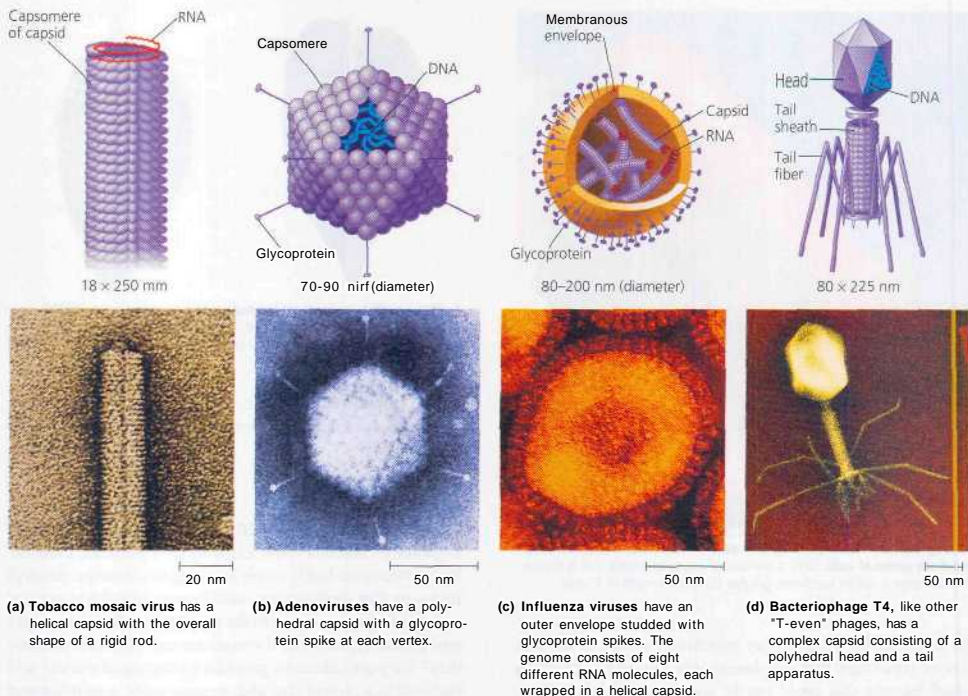 Capsomere
of capsid
RNA
18 × 250 mm
Capsomere
DNA
Glycoprotein
70-90 nirf(diameter)
Membranous
envelope
Capsid
RNA
Glycoprotein
80–200 nm (diameter)
Head
DNA
Tail
sheath
Tail
fiber
80 × 225 nm
20 nm
50 nm
50 nm
50 nm
(a) Tobacco mosaic virus has a
helical capsid with the overall
shape of a rigid rod.
(b) Adenoviruses have a poly-
hedral capsid with a glycopro-
tein spike at each vertex.
(c) Influenza viruses have an
outer envelope studded with
glycoprotein spikes. The
genome consists of eight
different RNA molecules, each
wrapped in a helical capsid.
(d) Bacteriophage T4, like other
"T-even" phages, has a
complex capsid consisting of a
polyhedral head and a tail
apparatus.